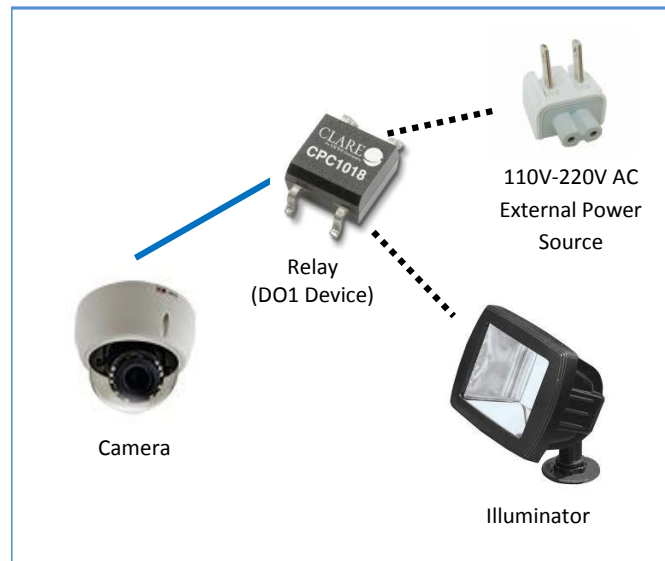 CLARE
CPC1018
110V-220V AC
External Power
Source
Relay
(DO1 Device)
Camera
Illuminator